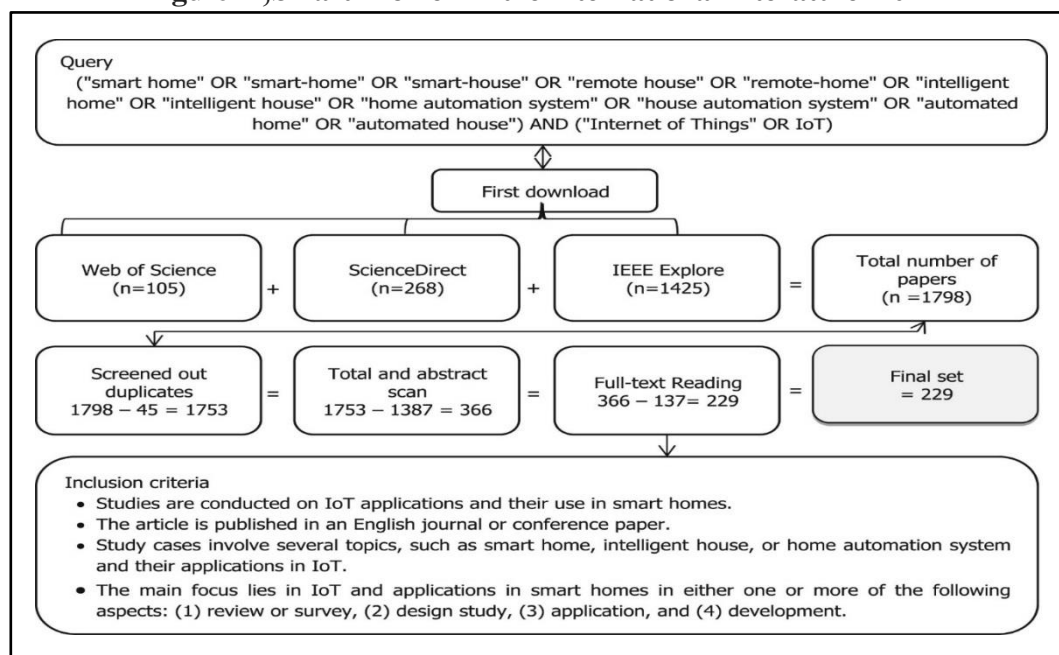 Query
("smart home" OR "smart-home" OR "smart-house" OR "remote house" OR "remote-home" OR "intelligent
home" OR "intelligent house" OR "home automation system" OR "house automation system" OR "automated
home" OR "automated house") AND ("Internet of Things" OR IoT)
First download
Web of Science
(n=105)
+
ScienceDirect
(n=268)
+
IEEE Explore
(n=1425)
=
Total number of
papers
(n =1798)
Screened out
duplicates
1798 – 45 = 1753
=
Total and abstract
scan
1753 – 1387 = 366
=
Full-text Reading
366 – 137= 229
=
Final set
= 229
Inclusion criteria
• Studies are conducted on IoT applications and their use in smart homes.
• The article is published in an English journal or conference paper.
• Study cases involve several topics, such as smart home, intelligent house, or home automation system
and their applications in IoT.
• The main focus lies in IoT and applications in smart homes in either one or more of the following
aspects: (1) review or survey, (2) design study, (3) application, and (4) development.